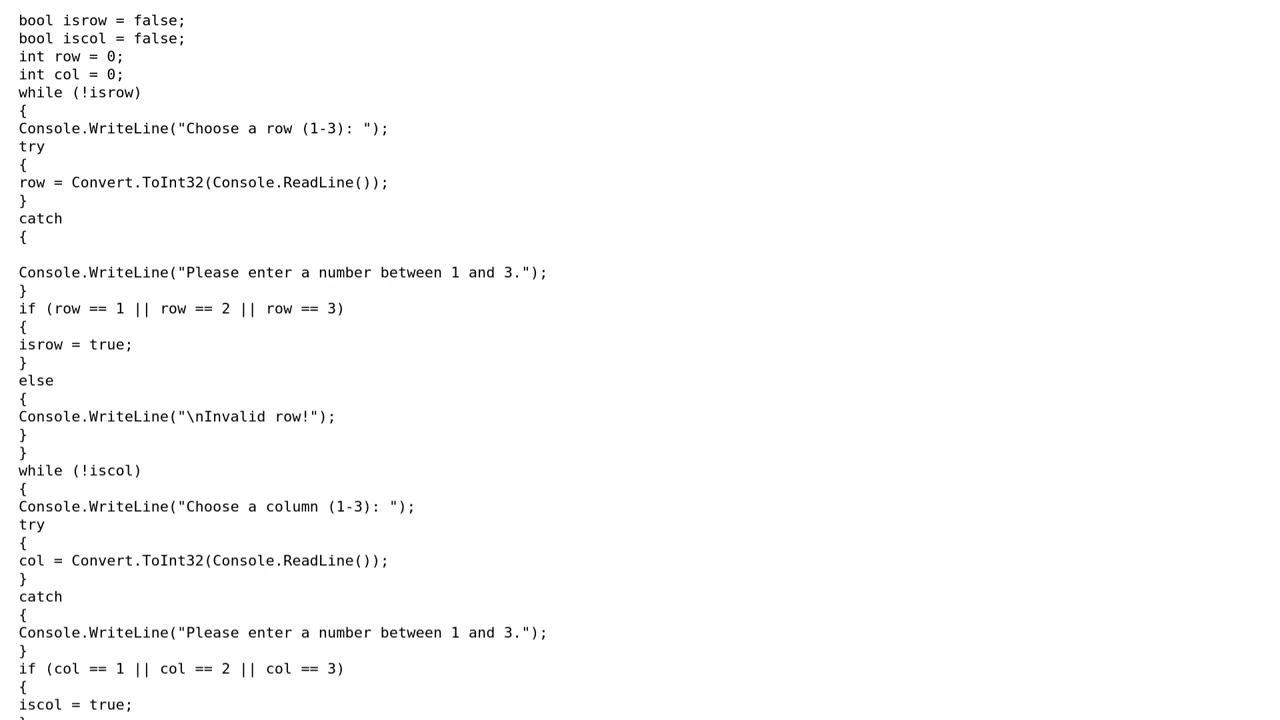 bool isrow = false;
bool iscol = false;
int row = 0;
int col = 0;
while (!isrow)
{
Console.WriteLine("Choose a row (1-3): ");
try
{
row = Convert.ToInt32(Console.ReadLine());
}
catch
{

Console.WriteLine("Please enter a number between 1 and 3.");
}
if (row == 1 || row == 2 || row == 3)
{
isrow = true;
}
else
{
Console.WriteLine("\nInvalid row!");
}
}
while (!iscol)
{
Console.WriteLine("Choose a column (1-3): ");
try
{
col = Convert.ToInt32(Console.ReadLine());
}
catch
{
Console.WriteLine("Please enter a number between 1 and 3.");
}
if (col == 1 || col == 2 || col == 3)
{
iscol = true;
}